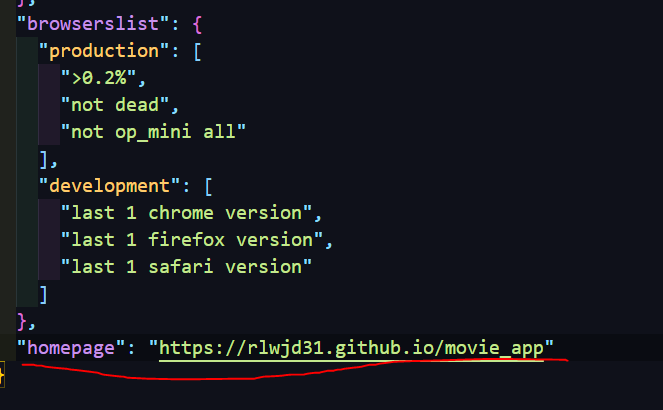 },
"browserslist": {
"production": [
">0.2%",
"not dead",
"not op_mini all"
],
"development": [
"last 1 chrome version",
"last 1 firefox version",
"last 1 safari version"
]
},
"homepage": "https://rlwjd31.github.io/movie_app"
}